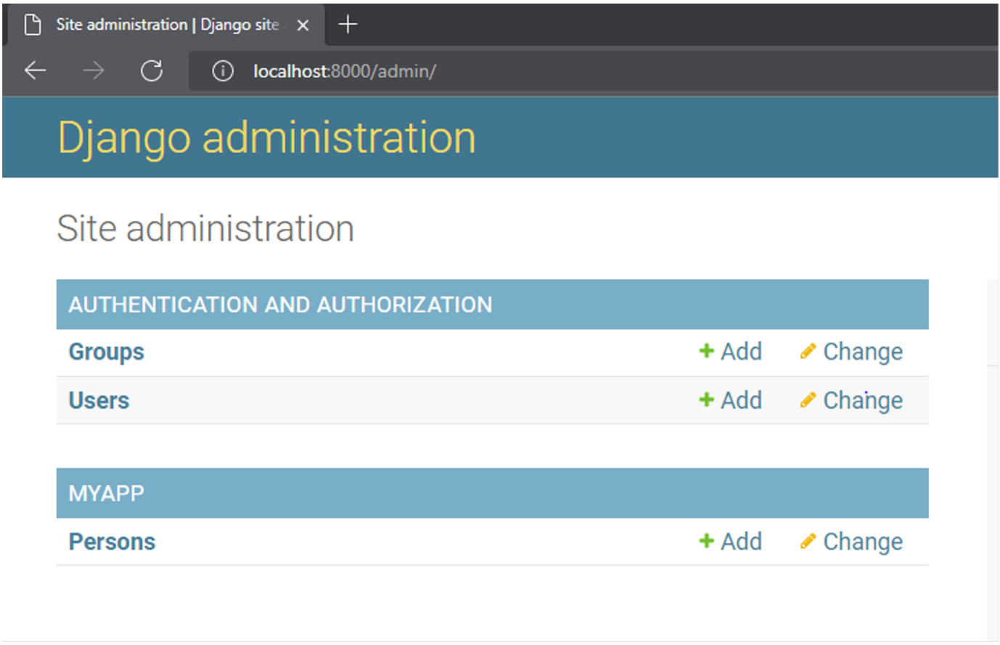 Site administration | Django site
localhost:8000/admin/
Django administration
Site administration
AUTHENTICATION AND AUTHORIZATION
Groups + Add Change
Users + Add Change
MYAPP
Persons + Add Change